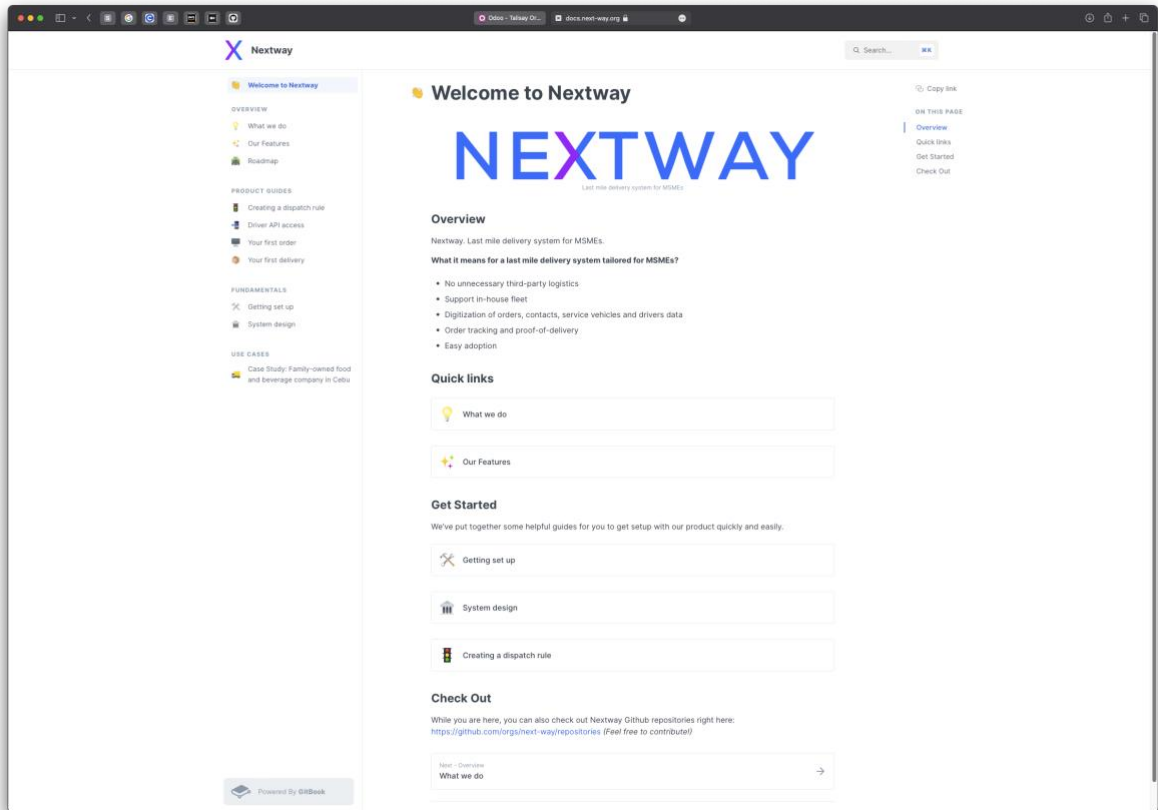 Odoo - Talisay Or...
docs.next-way.org
Nextway
Search...
⌘K
Welcome to Nextway
OVERVIEW
What we do
Our Features
Roadmap
PRODUCT GUIDES
Creating a dispatch rule
Driver API access
Your first order
Your first delivery
FUNDAMENTALS
Getting set up
System design
USE CASES
Case Study: Family-owned food
and beverage company in Cebu
Powered By GitBook
Welcome to Nextway
NEXTWAY
Last mile delivery system for MSMEs
Overview
Nextway. Last mile delivery system for MSMEs.
What it means for a last mile delivery system tailored for MSMEs?
• No unnecessary third-party logistics
• Support in-house fleet
• Digitization of orders, contacts, service vehicles and drivers data
• Order tracking and proof-of-delivery
• Easy adoption
Quick links
What we do
Our Features
Get Started
We've put together some helpful guides for you to get setup with our product quickly and easily.
Getting set up
System design
Creating a dispatch rule
Check Out
While you are here, you can also check out Nextway Github repositories right here:
https://github.com/orgs/next-way/repositories (Feel free to contribute!)
Next - Overview
What we do
Copy link
ON THIS PAGE
Overview
Quick links
Get Started
Check Out